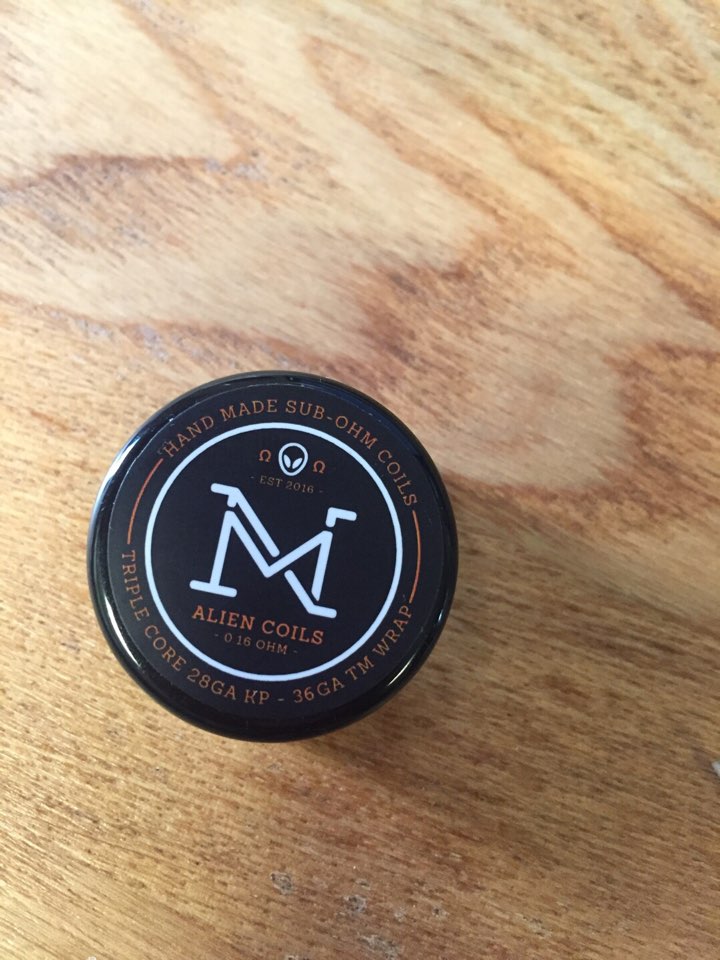 HAND MADE SUB-OHM COILS
Ω Ω
- EST 2016 -
M
ALIEN COILS
- 0.16 OHM -
TRIPLE CORE 28GA KP - 36GA TM WRAP